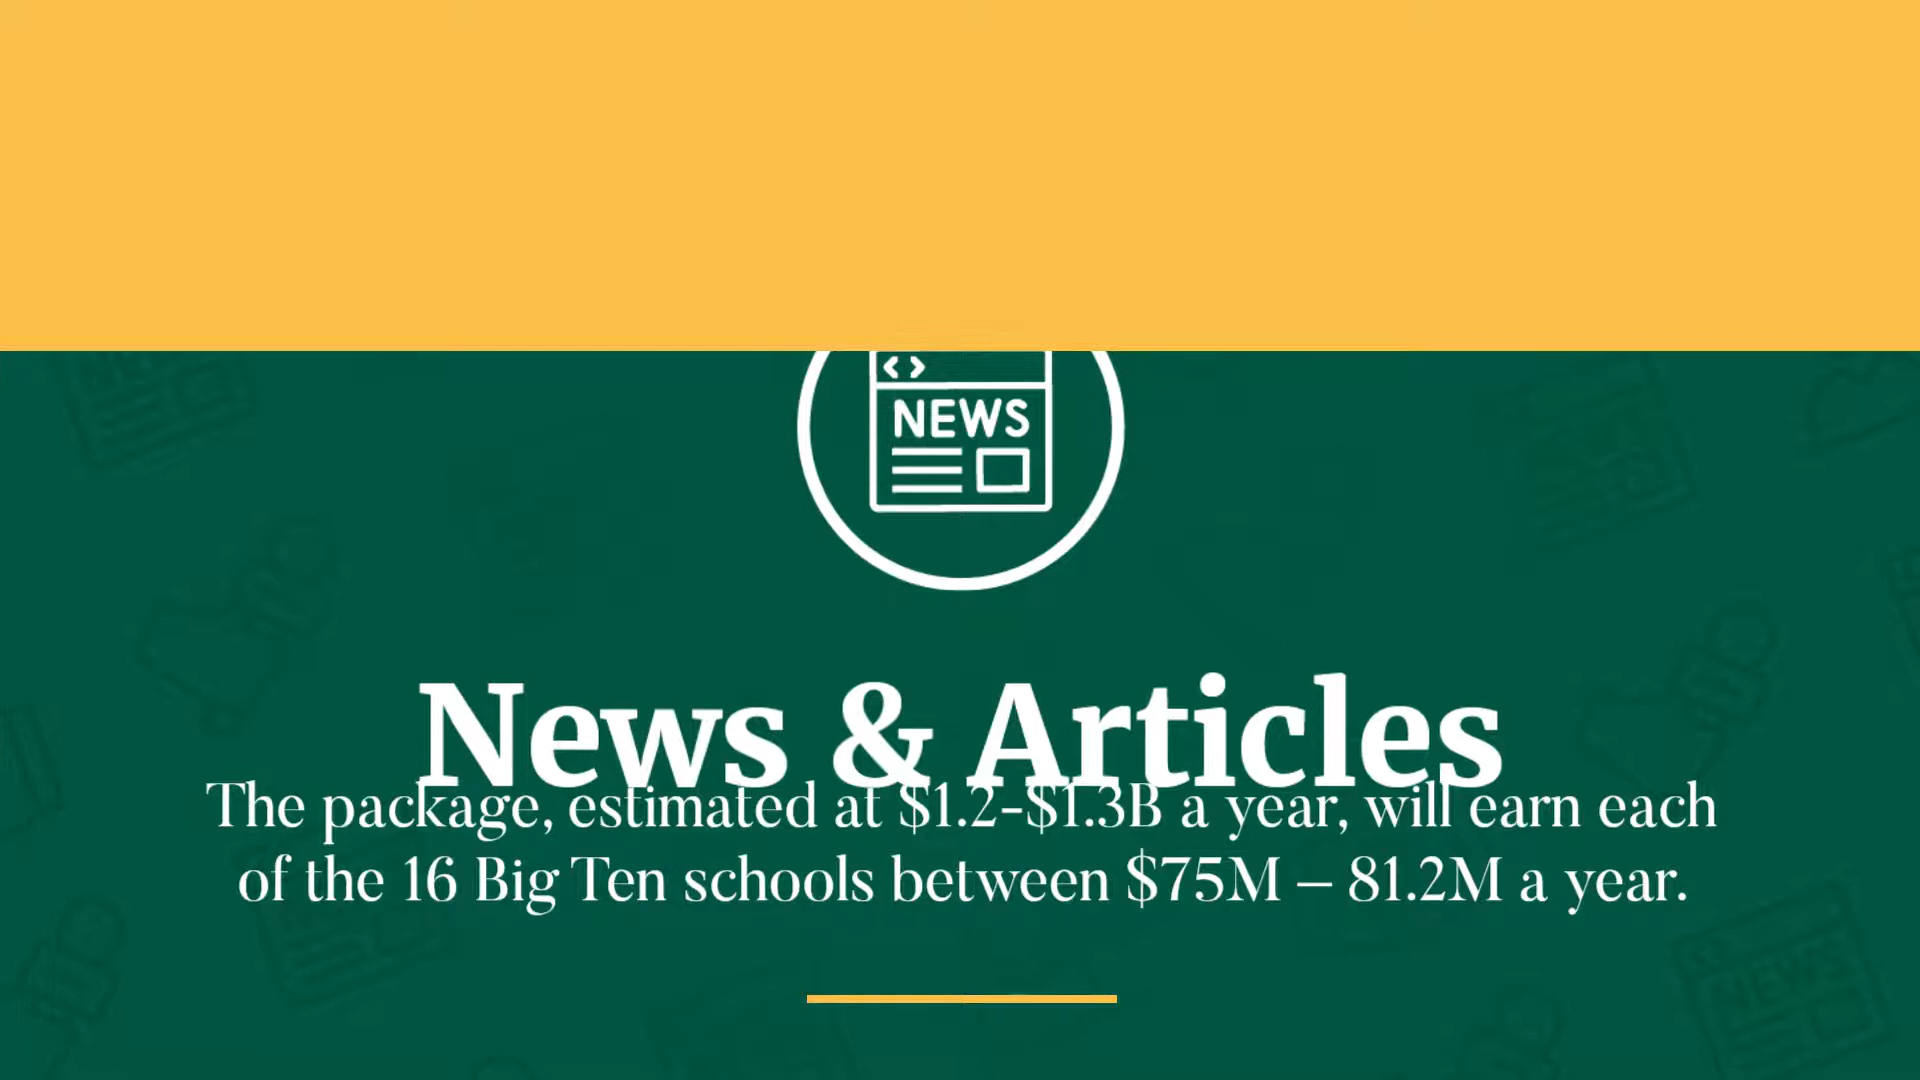 < >
NEWS
News & Articles
The package, estimated at $1.2-$1.3B a year, will earn each
of the 16 Big Ten schools between $75M – 81.2M a year.
NEWS